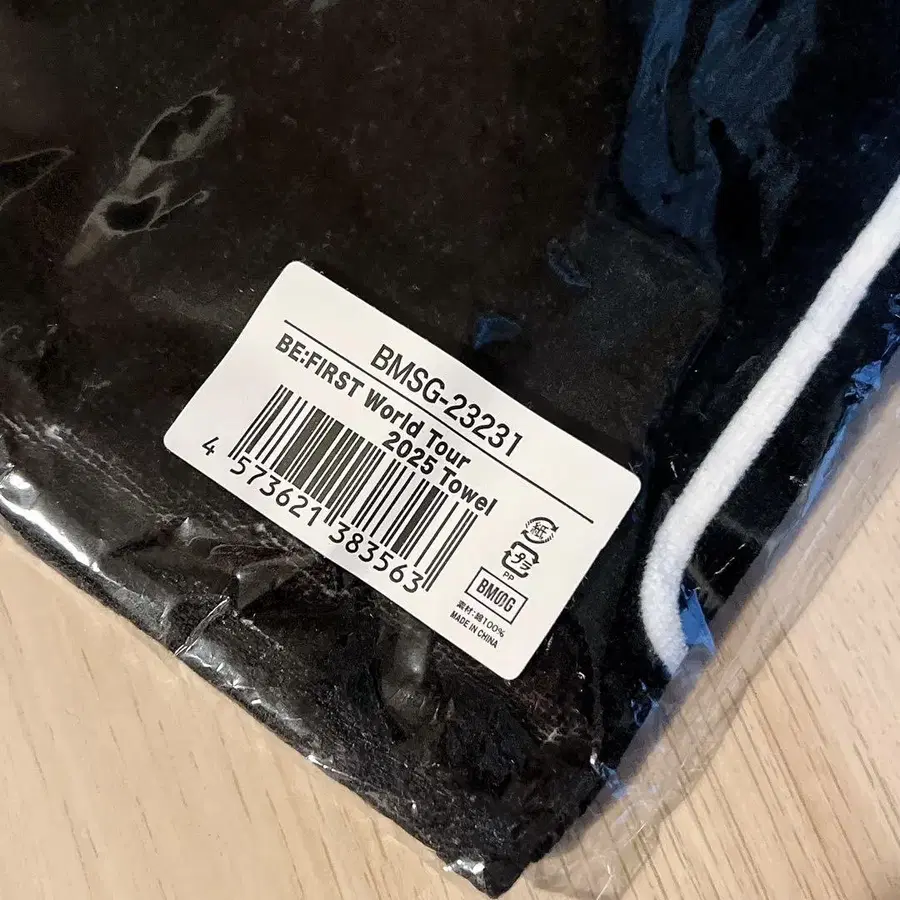 BMSG-23231
BE:FIRST World Tour
2025 Towel
4 573621 383563
紙
プラ
PP
BMSG
素材:綿100%
MADE IN CHINA